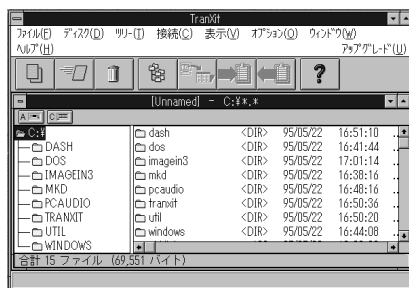 TranXit
ファイル(F) ディスク(D) ツリー(T) 接続(C) 表示(V) オプション(O) ウィンドウ(W)
ヘルプ(H) アップグレード(U)
[Unnamed] - C:¥*.*
A C
C:¥
DASH
DOS
IMAGEIN3
MKD
PCAUDIO
TRANXIT
UTIL
WINDOWS
dash <DIR> 95/05/22 16:51:10 ..
dos <DIR> 95/05/22 16:41:44 ..
imagein3 <DIR> 95/05/22 17:01:14 ..
mkd <DIR> 95/05/22 16:38:16 ..
pcaudio <DIR> 95/05/22 16:48:16 ..
tranxit <DIR> 95/05/22 16:50:36 ..
util <DIR> 95/05/22 16:50:20 ..
windows <DIR> 95/05/22 16:44:08 ..
合計 15 ファイル (69,551 バイト)